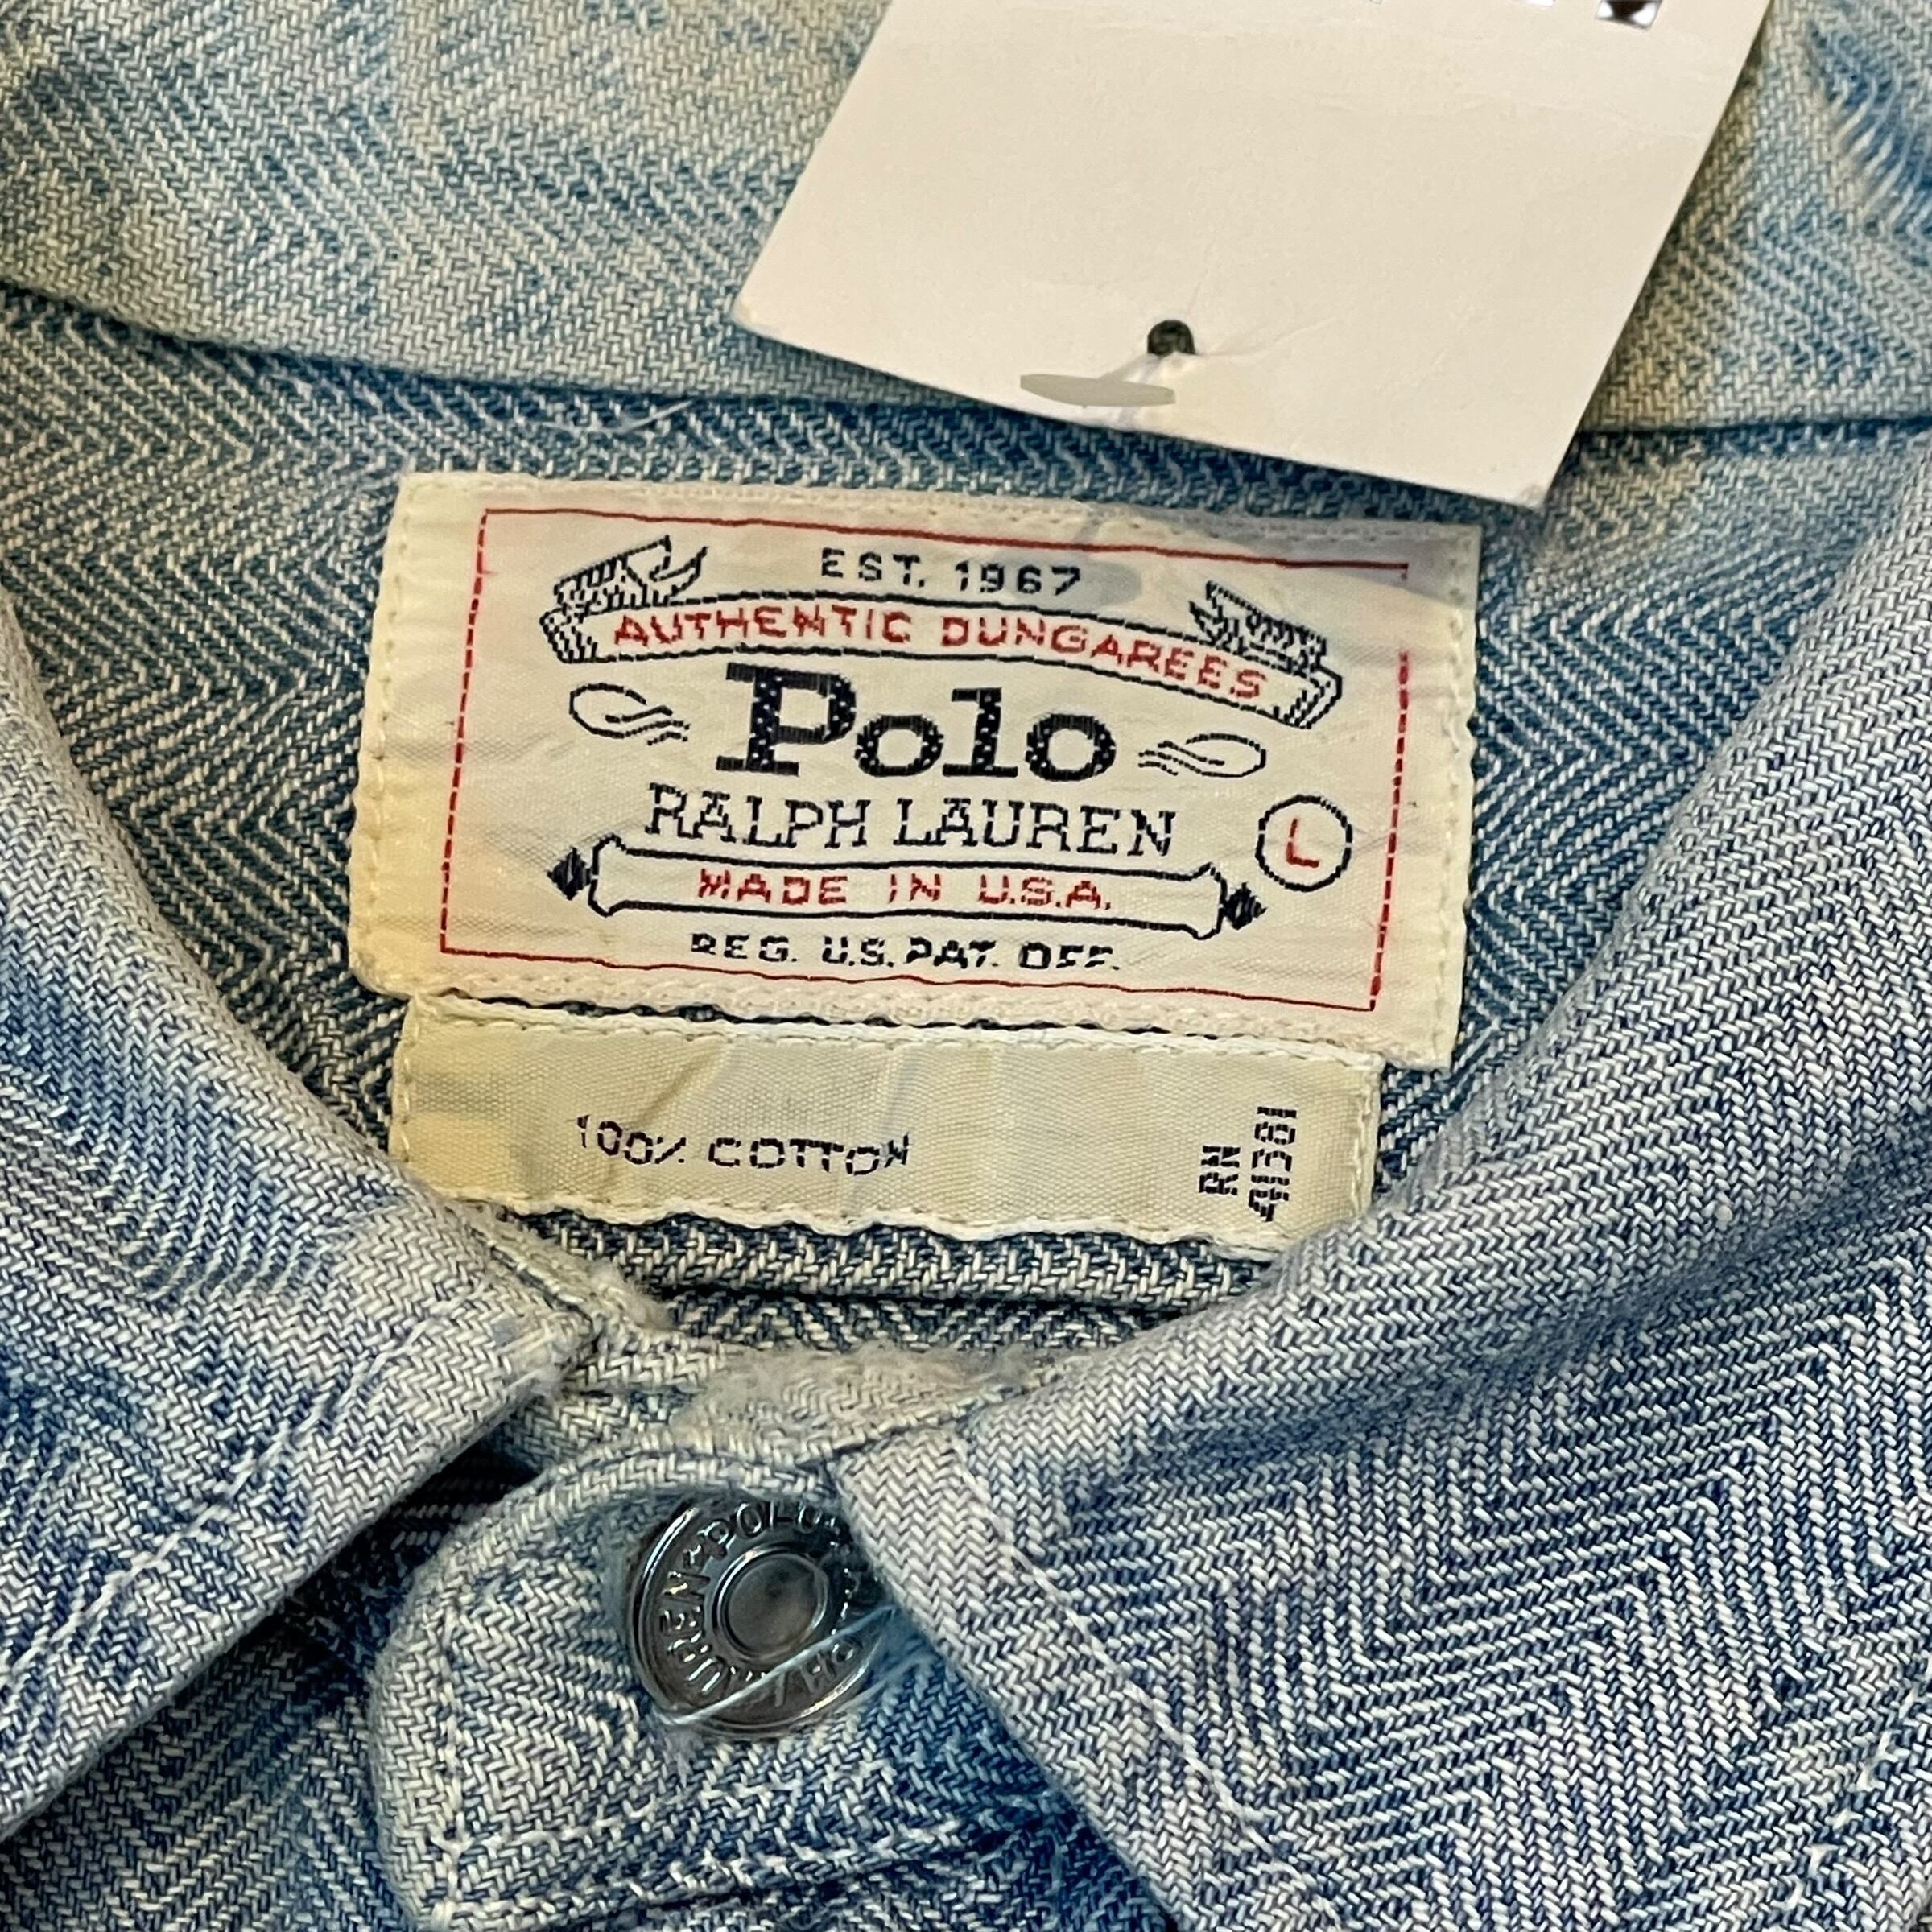 EST. 1967
AUTHENTIC DUNGAREES
Polo
RALPH LAUREN
L
MADE IN U.S.A.
REG. U.S. PAT. OFF.
100% COTTON
RN
41381
POLO RALPH LAUREN